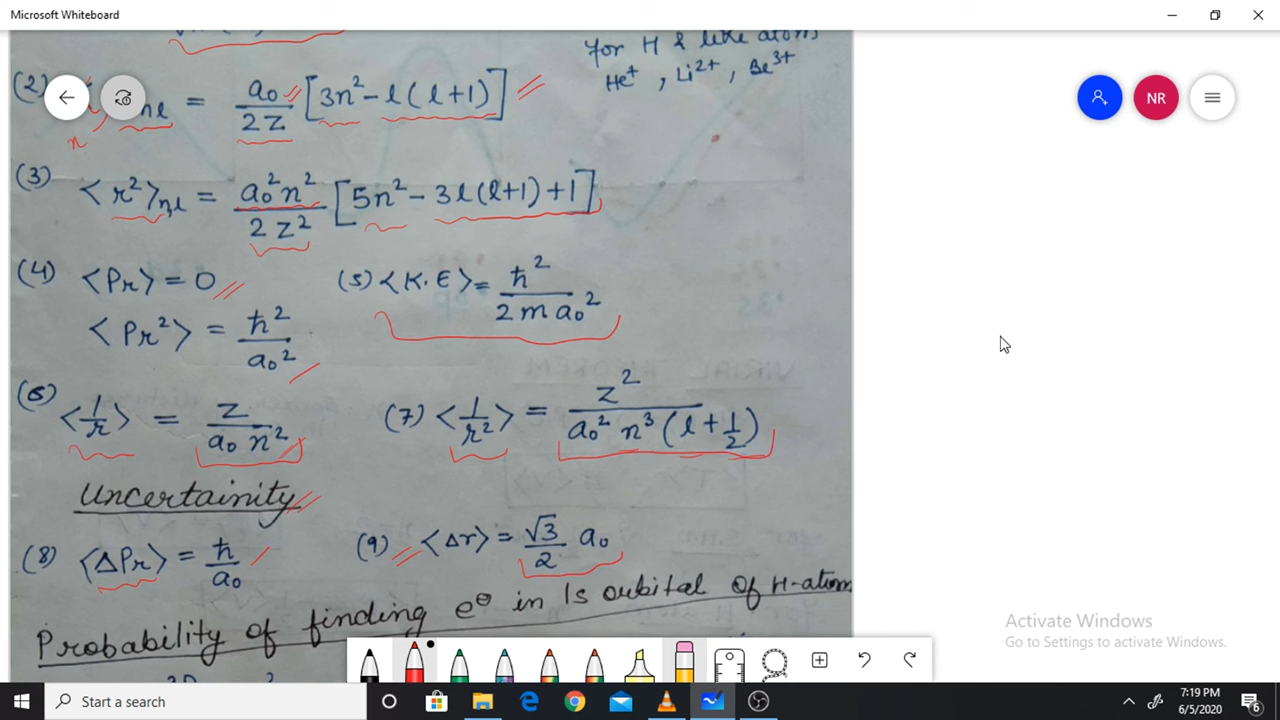 Microsoft Whiteboard
for H & like atoms
He⁺ , Li²⁺ , Be³⁺
(2) nl = a₀/2Z [3n² - l(l+1)]
n
(3) <r²>nl = a₀²n²/2Z² [5n² - 3l(l+1)+1]
(4) <Pr> = 0 (5) <K.E> = ħ²/2ma₀²
<Pr²> = ħ²/a₀²
(6) <1/r> = Z/a₀n² (7) <1/r²> = Z²/a₀²n³(l+1/2)
Uncertainity
(8) <ΔPr> = ħ/a₀ (9) <Δr> = √3/2 a₀
Probability of finding e⊖ in 1s orbital of H-atom
NR
Activate Windows
Go to Settings to activate Windows.
Start a search
7:19 PM
6/5/2020
6